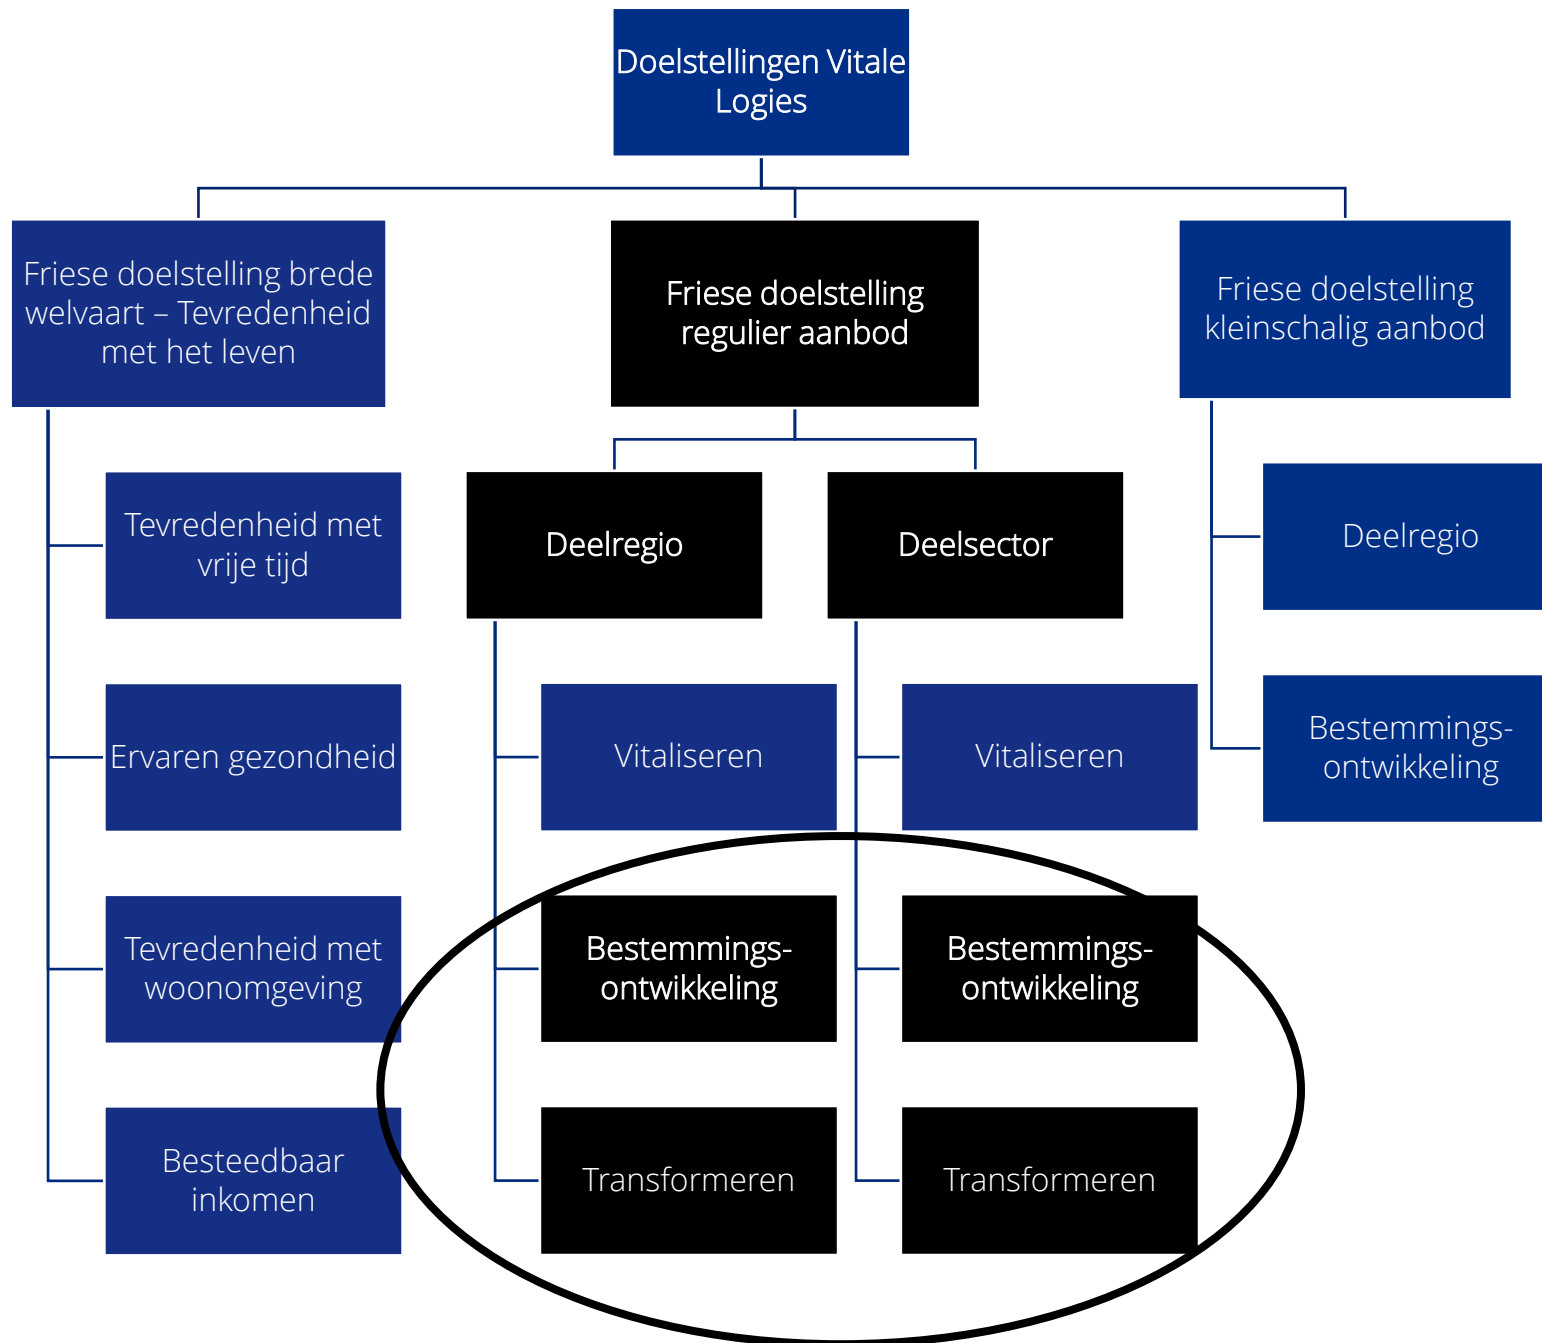 Doelstellingen Vitale
Logies
Friese doelstelling brede
welvaart – Tevredenheid
met het leven
Friese doelstelling
regulier aanbod
Friese doelstelling
kleinschalig aanbod
Tevredenheid met
vrije tijd
Ervaren gezondheid
Tevredenheid met
woonomgeving
Besteedbaar
inkomen
Deelregio
Vitaliseren
Bestemmings-
ontwikkeling
Transformeren
Deelsector
Vitaliseren
Bestemmings-
ontwikkeling
Transformeren
Deelregio
Bestemmings-
ontwikkeling